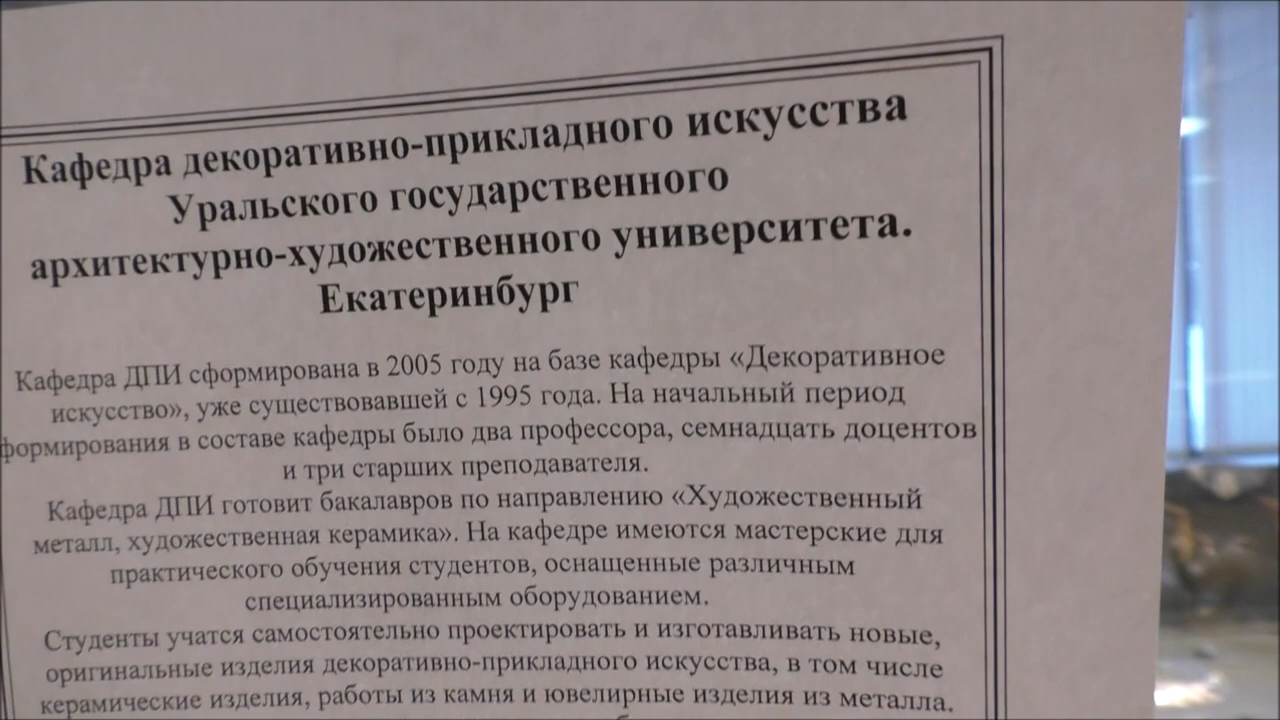 Кафедра декоративно-прикладного искусства
Уральского государственного
архитектурно-художественного университета.
Екатеринбург
Кафедра ДПИ сформирована в 2005 году на базе кафедры «Декоративное
искусство», уже существовавшей с 1995 года. На начальный период
формирования в составе кафедры было два профессора, семнадцать доцентов
и три старших преподавателя.
Кафедра ДПИ готовит бакалавров по направлению «Художественный
металл, художественная керамика». На кафедре имеются мастерские для
практического обучения студентов, оснащенные различным
специализированным оборудованием.
Студенты учатся самостоятельно проектировать и изготавливать новые,
оригинальные изделия декоративно-прикладного искусства, в том числе
керамические изделия, работы из камня и ювелирные изделия из металла.